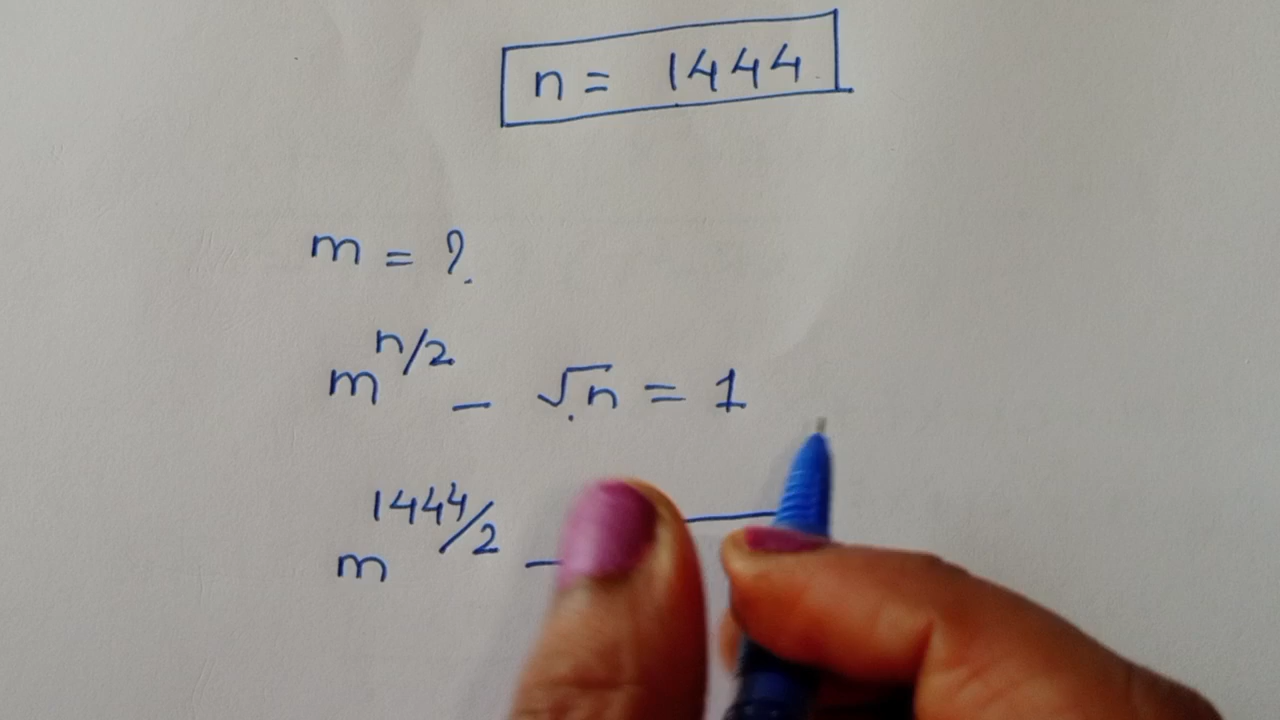 n = 1444
m = ?
m^{n/2} - √n = 1
m^{1444/2} -